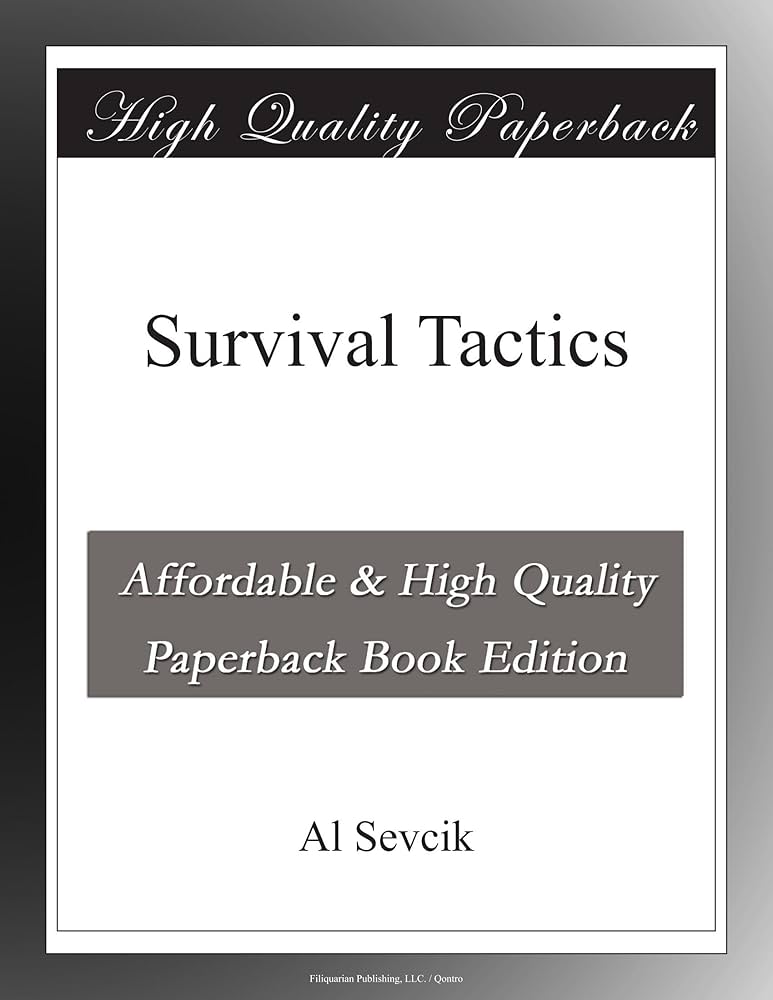 High Quality Paperback
Survival Tactics
Affordable & High Quality
Paperback Book Edition
Al Sevcik
Filiquarian Publishing, LLC. / Qontro